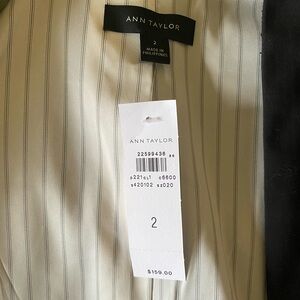 ANN TAYLOR
2
MADE IN
PHILIPPINES
ANN TAYLOR
22599436
2
$159.00